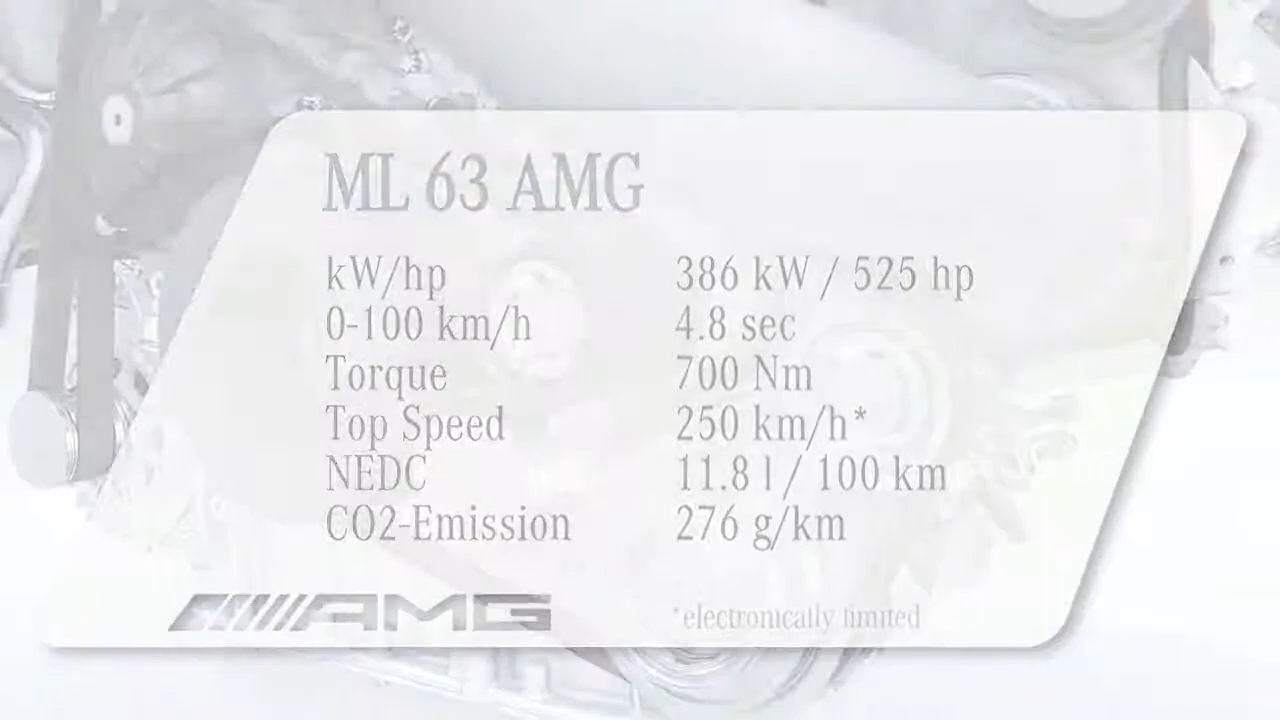 ML 63 AMG
kW/hp 386 kW / 525 hp
0-100 km/h 4.8 sec
Torque 700 Nm
Top Speed 250 km/h*
NEDC 11.8 l / 100 km
CO2-Emission 276 g/km
AMG *electronically limited